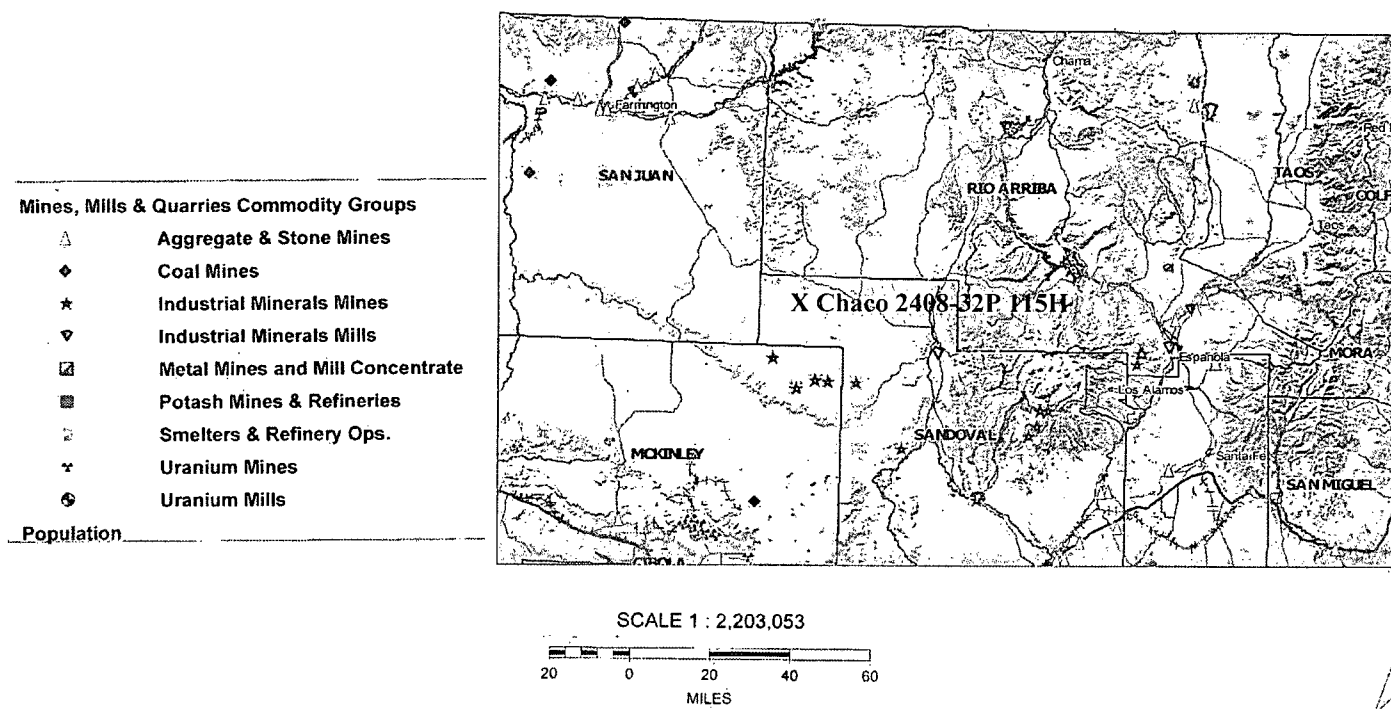 Mines, Mills & Quarries Commodity Groups
Aggregate & Stone Mines
Coal Mines
Industrial Minerals Mines
Industrial Minerals Mills
Metal Mines and Mill Concentrate
Potash Mines & Refineries
Smelters & Refinery Ops.
Uranium Mines
Uranium Mills
Population
Chama
Farmington
SAN JUAN
RIO ARRIBA
TAOS
Taos
X Chaco 2408-32P 115H
Española
MORA
Los Alamos
SANDOVAL
MCKINLEY
Santa Fe
SAN MIGUEL
CIBOLA
SCALE 1 : 2,203,053
20 0 20 40 60
MILES